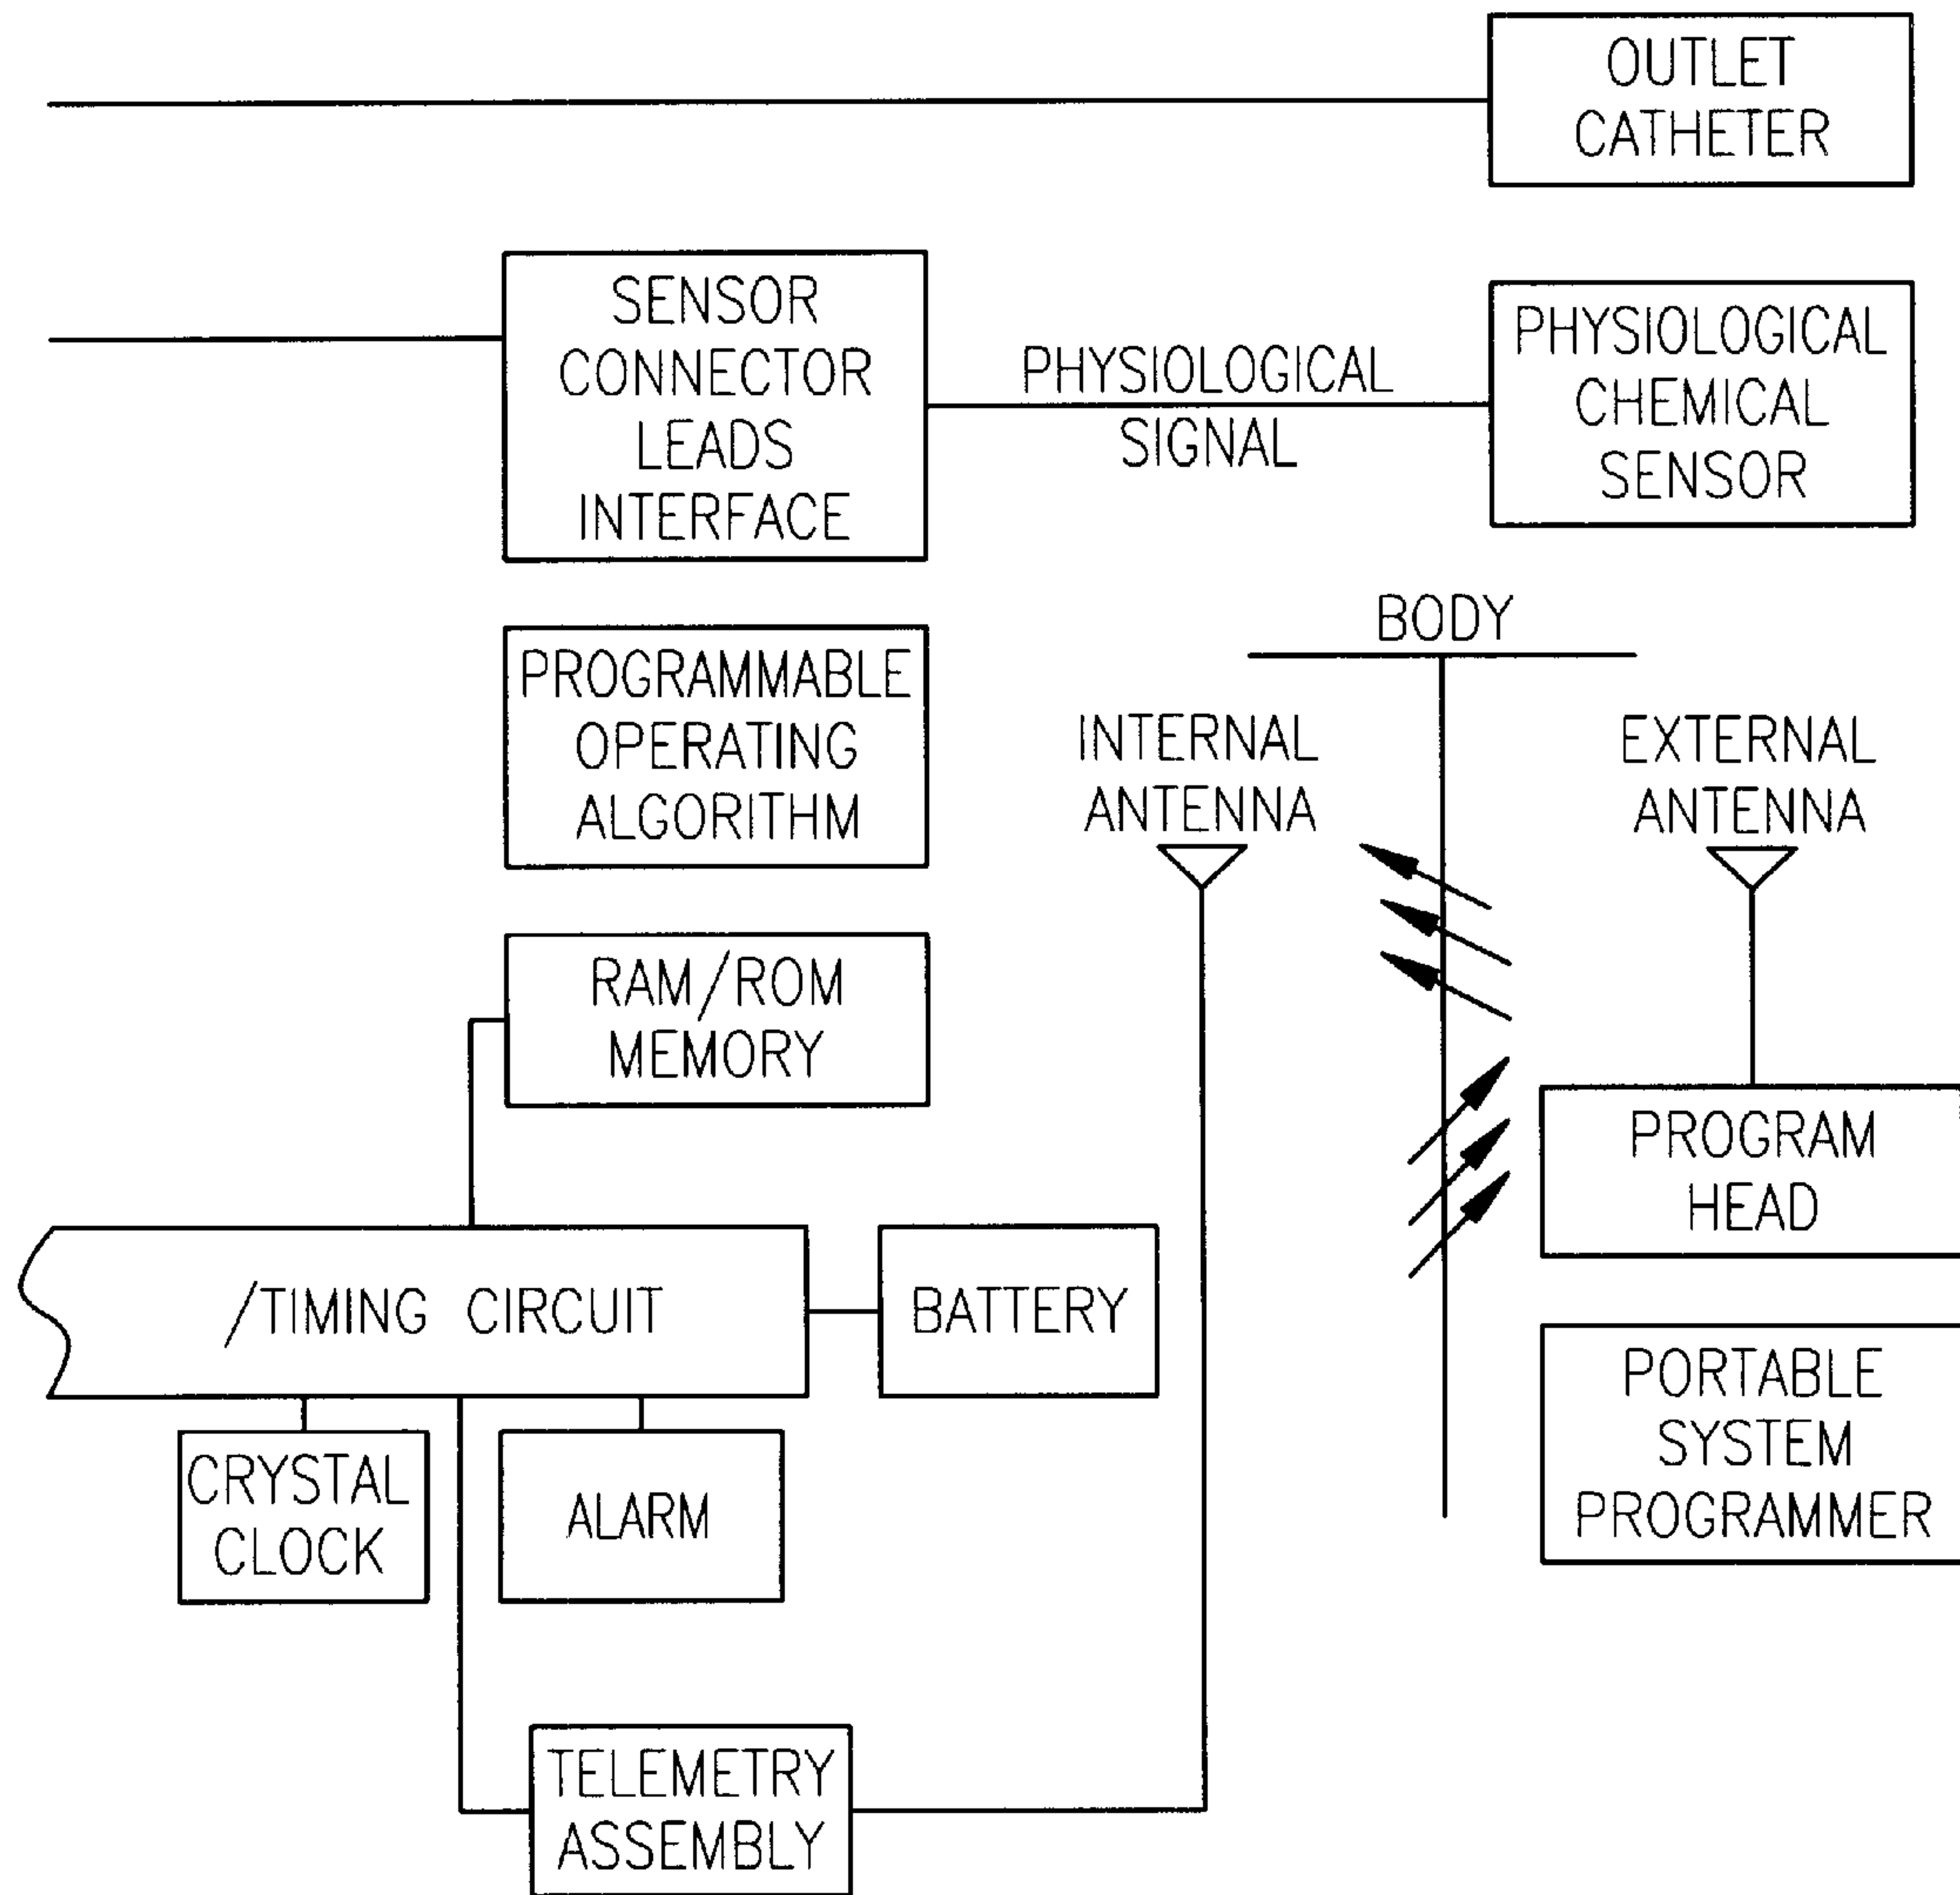 OUTLET
CATHETER
SENSOR
CONNECTOR
LEADS
INTERFACE
PHYSIOLOGICAL
SIGNAL
PHYSIOLOGICAL
CHEMICAL
SENSOR
PROGRAMMABLE
OPERATING
ALGORITHM
BODY
INTERNAL
ANTENNA
EXTERNAL
ANTENNA
RAM/ROM
MEMORY
PROGRAM
HEAD
/TIMING CIRCUIT
BATTERY
PORTABLE
SYSTEM
PROGRAMMER
CRYSTAL
CLOCK
ALARM
TELEMETRY
ASSEMBLY